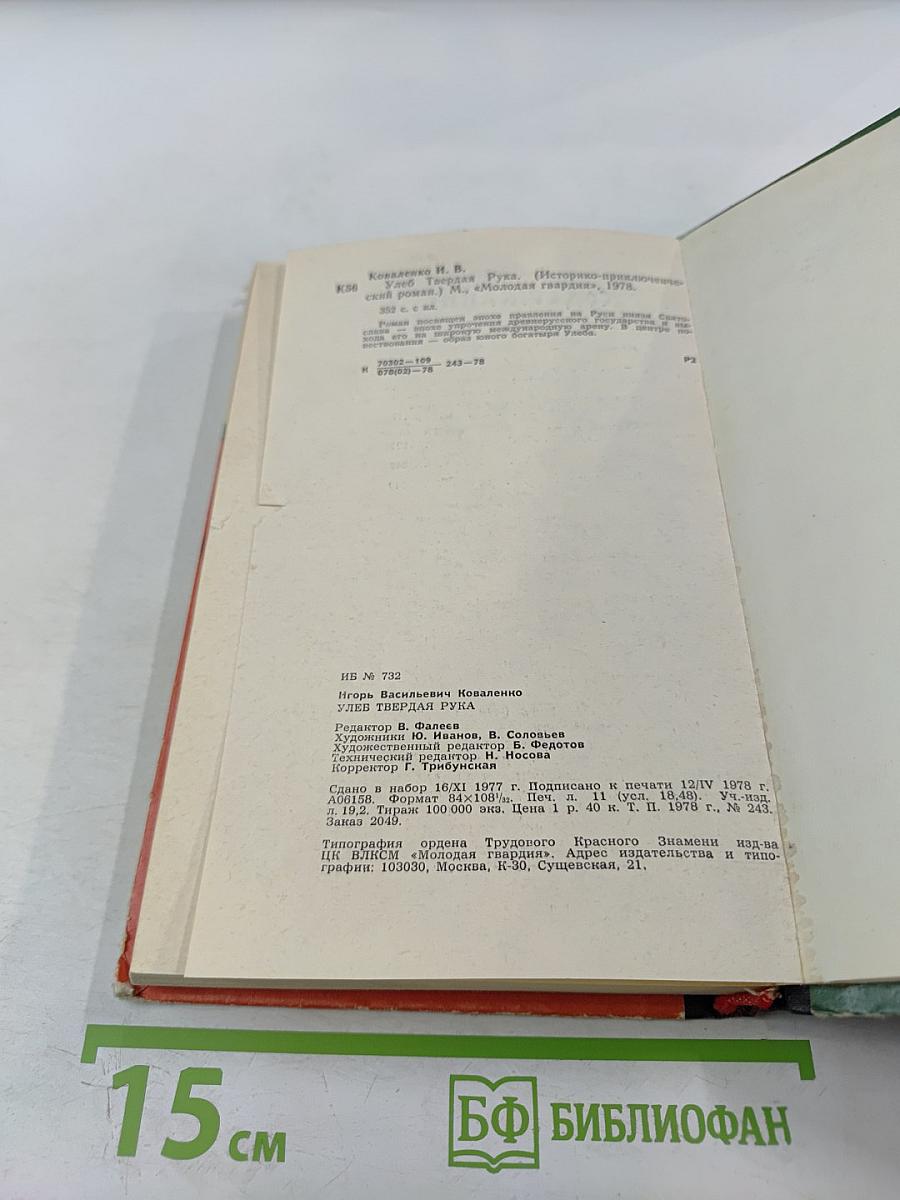 Коваленко И. В.
К56 Улеб Твердая Рука. (Историко-приключенче-
ский роман.) М., «Молодая гвардия», 1978.
352 с. с ил.
Роман посвящен эпохе правления на Руси князя Свято-
слава — эпохе упрочения древнерусского государства и вы-
хода его на широкую международную арену. В центре по-
вествования — образ юного богатыря Улеба.
К 70302—109
078(02)—78 243—78 Р2
ИБ № 732
Игорь Васильевич Коваленко
УЛЕБ ТВЕРДАЯ РУКА
Редактор В. Фалеев
Художники Ю. Иванов, В. Соловьев
Художественный редактор Б. Федотов
Технический редактор Н. Носова
Корректор Г. Трибунская
Сдано в набор 16/XI 1977 г. Подписано к печати 12/IV 1978 г.
А06158. Формат 84×108¹/₃₂. Печ. л. 11 (усл. 18,48). Уч.-изд.
л. 19,2. Тираж 100 000 экз. Цена 1 р. 40 к. Т. П. 1978 г., № 243.
Заказ 2049.
Типография ордена Трудового Красного Знамени изд-ва
ЦК ВЛКСМ «Молодая гвардия». Адрес издательства и типо-
графии: 103030, Москва, К-30, Сущевская, 21.
15 см
БФ БИБЛИОФАН